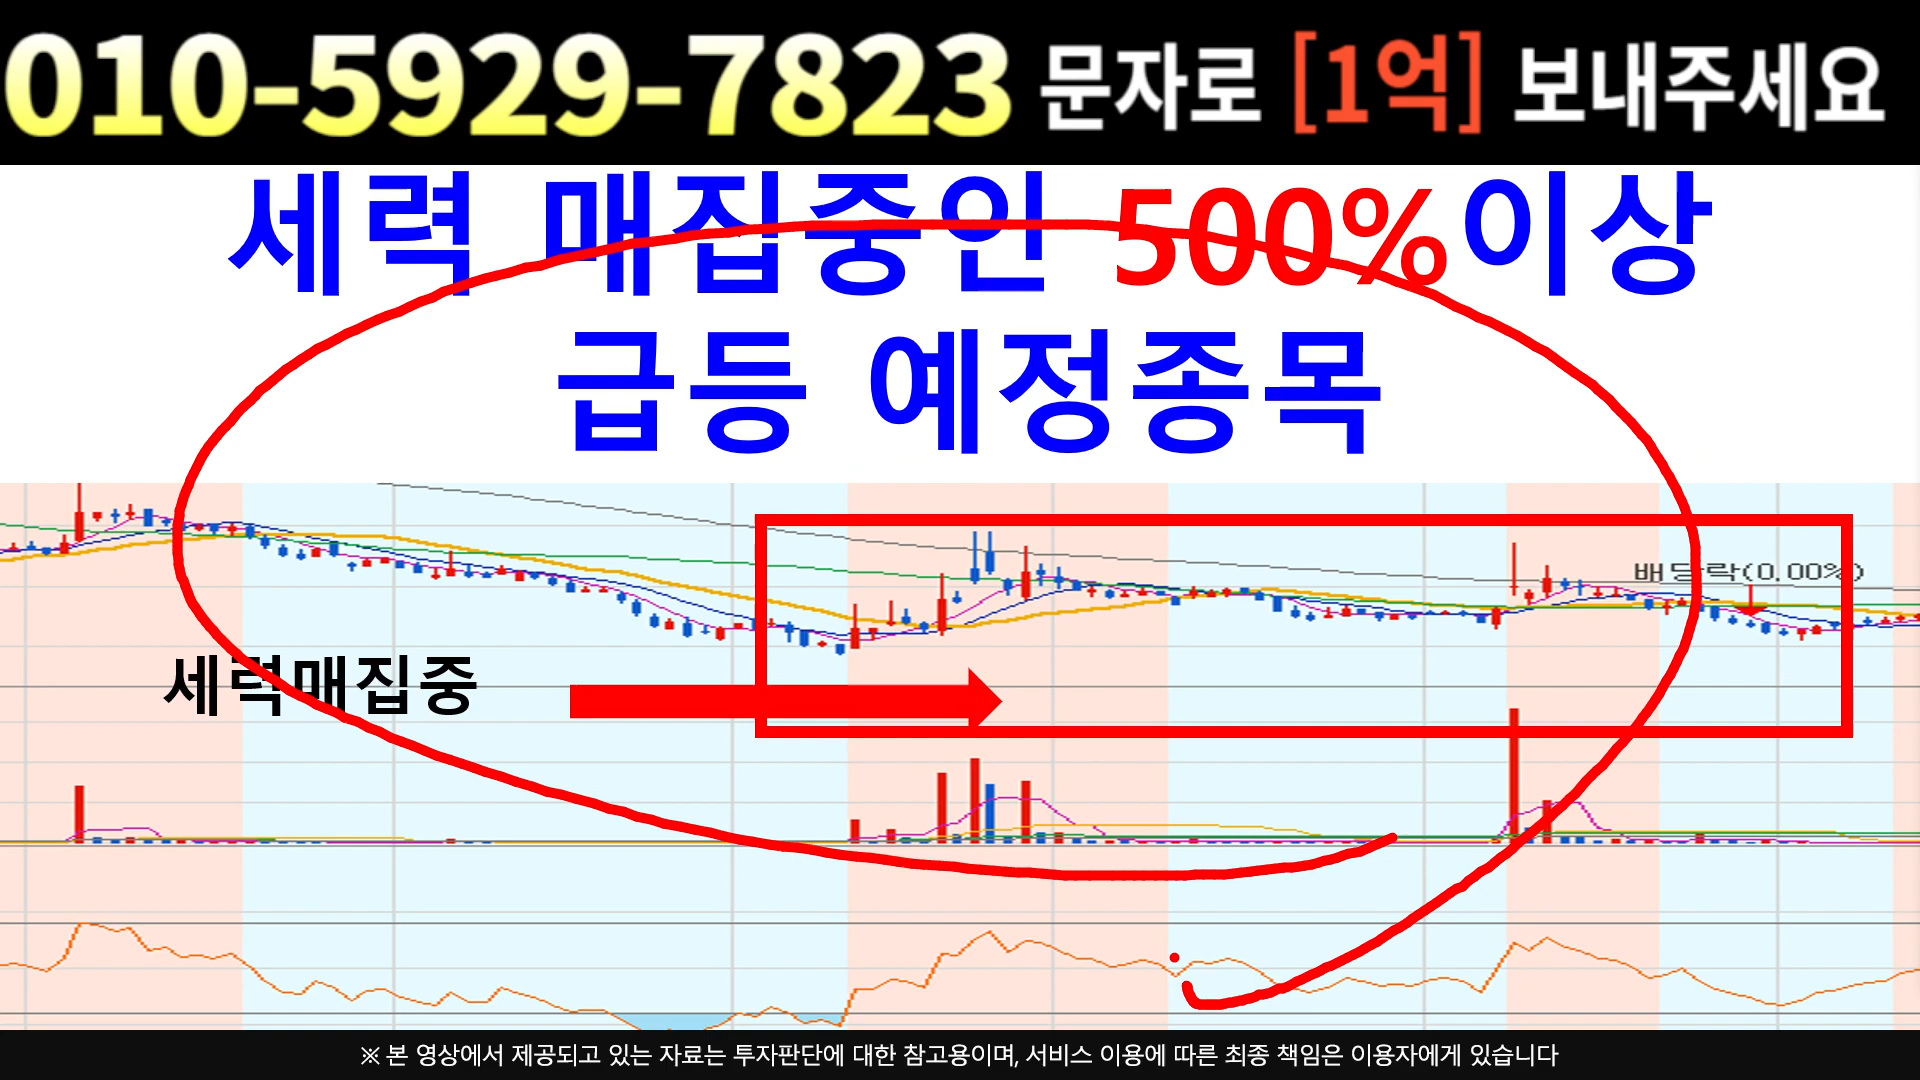 010-5929-7823 문자로 [1억] 보내주세요
세력 매집중인 500%이상
급등 예정종목
배당락(0.00%)
세력매집중
※ 본 영상에서 제공되고 있는 자료는 투자판단에 대한 참고용이며, 서비스 이용에 따른 최종 책임은 이용자에게 있습니다